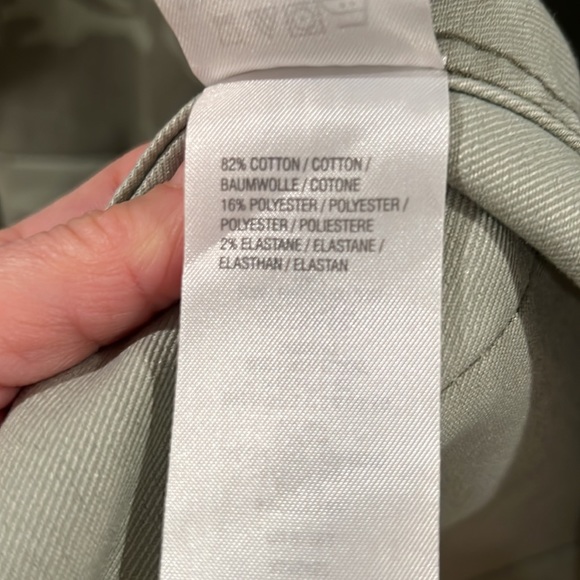 82% COTTON / COTTON /
BAUMWOLLE / COTONE
16% POLYESTER / POLYESTER /
POLYESTER / POLIESTERE
2% ELASTANE / ELASTANE /
ELASTHAN / ELASTAN